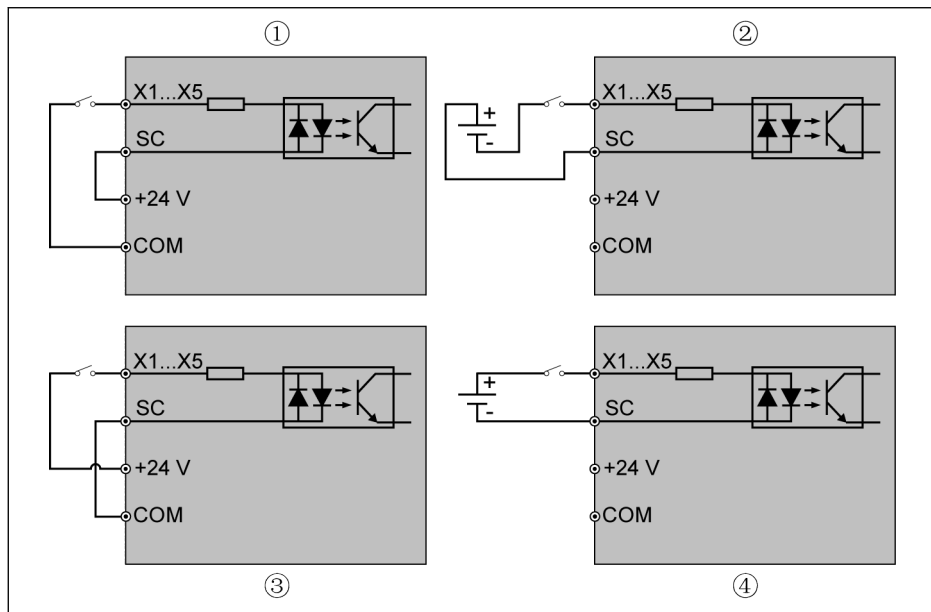 ① ②
X1...X5
SC
+24 V
COM
+
-
X1...X5
SC
+24 V
COM
X1...X5
SC
+24 V
COM
+
-
X1...X5
SC
+24 V
COM
③ ④